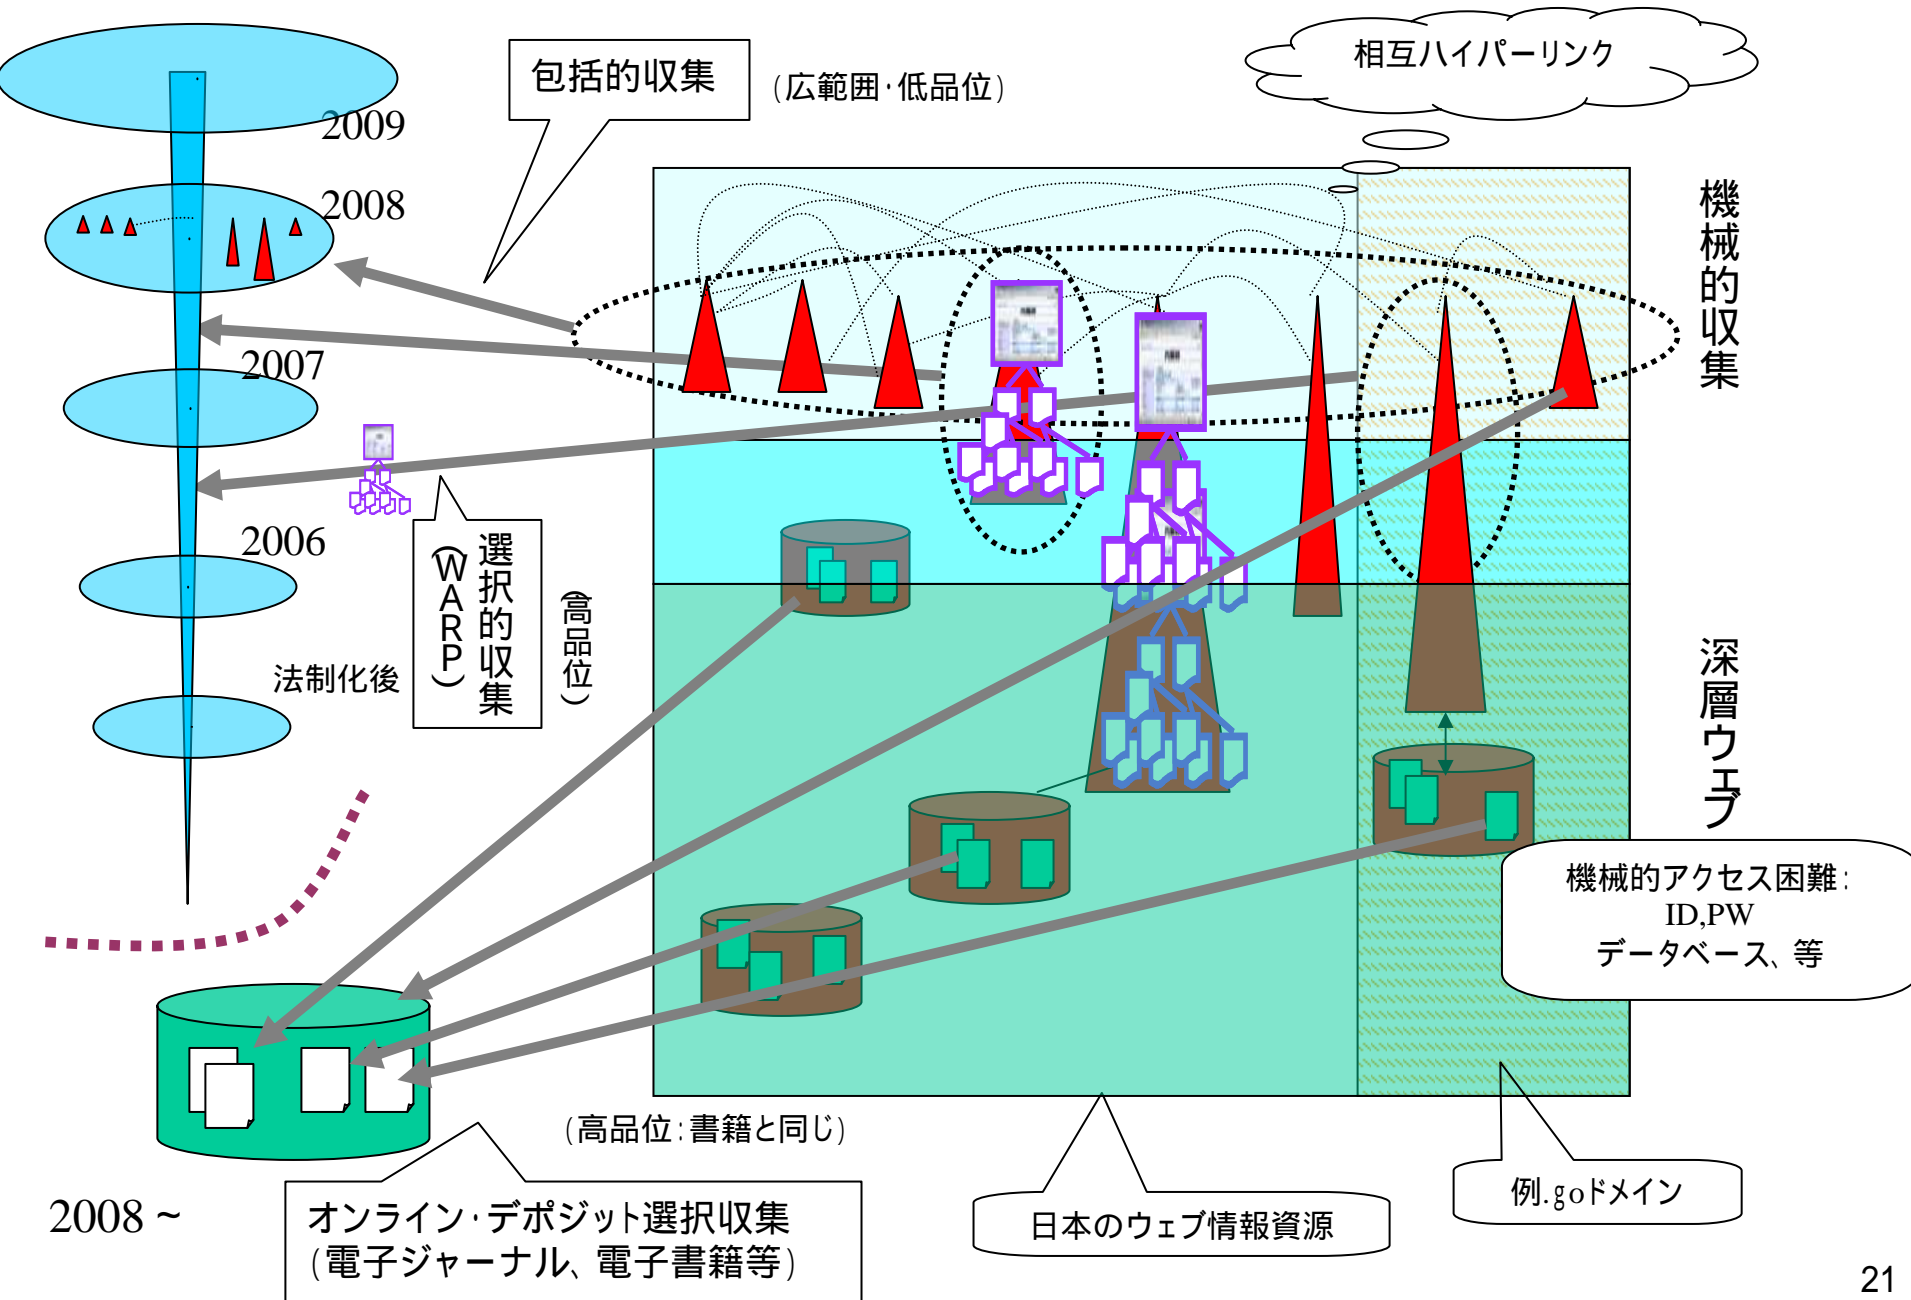 包括的収集
(広範囲・低品位)
相互ハイパーリンク
2009
2008
2007
2006
法制化後
選択的収集
(WARP)
(高品位)
機械的収集
深層ウェブ
機械的アクセス困難:
ID,PW
データベース、等
(高品位:書籍と同じ)
2008 ~
オンライン・デポジット選択収集
(電子ジャーナル、電子書籍等)
日本のウェブ情報資源
例.goドメイン
21